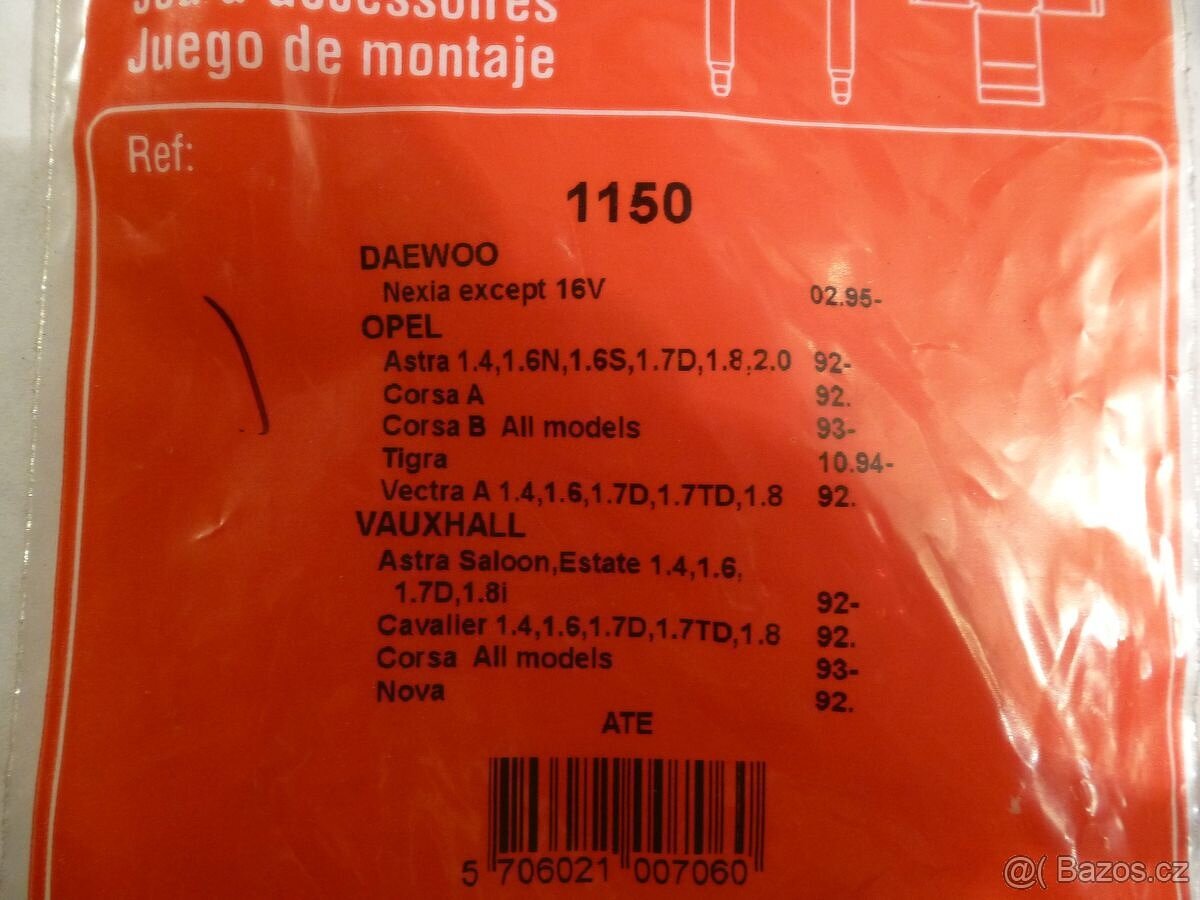 Jeu d'accessoires
Juego de montaje
Ref:
1150
DAEWOO
Nexia except 16V 02.95-
OPEL
Astra 1.4,1.6N,1.6S,1.7D,1.8,2.0 92-
Corsa A 92.
Corsa B All models 93-
Tigra 10.94-
Vectra A 1.4,1.6,1.7D,1.7TD,1.8 92.
VAUXHALL
Astra Saloon,Estate 1.4,1.6,
1.7D,1.8i 92-
Cavalier 1.4,1.6,1.7D,1.7TD,1.8 92.
Corsa All models 93-
Nova 92.
ATE
5 706021 007060
@( Bazos.cz